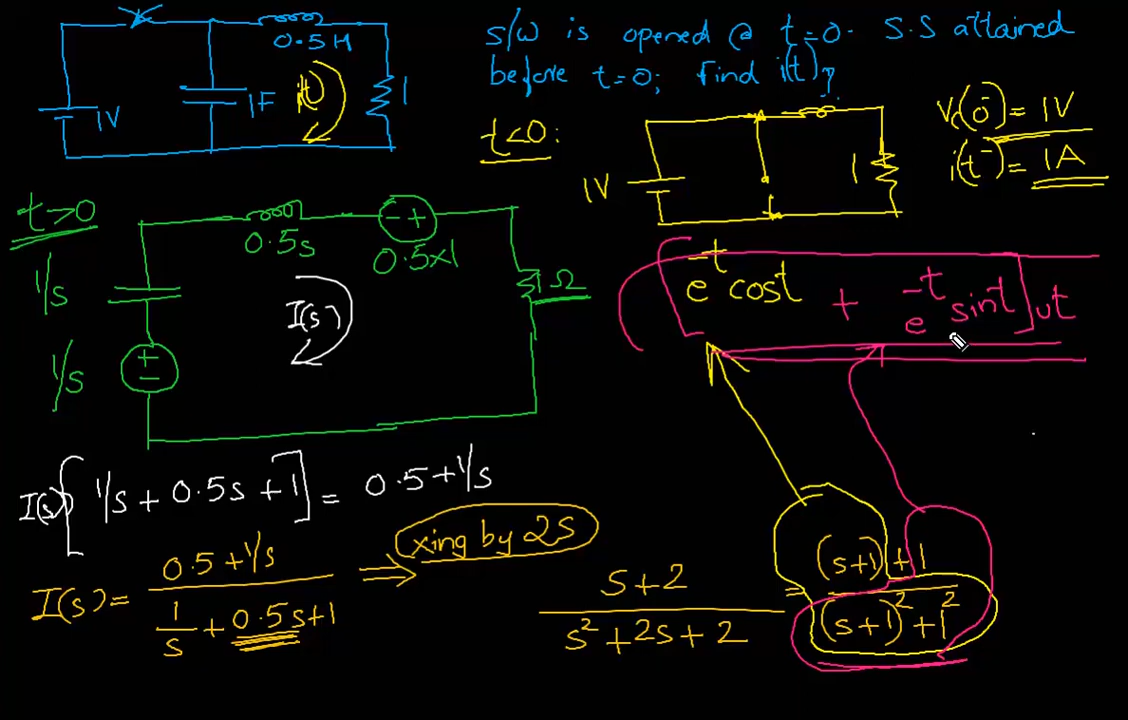 S/W is opened @ t=0. S.S attained
before t=0; Find i(t)?
0.5H
1V
1F
i(t)
1
t<0:
1V
1
Vc(0⁻) = 1V
i(t⁻) = 1A
t>0
0.5s
- +
0.5×1
1/s
1/s
+
-
I(s)
1Ω
[e^-t cost + e^-t sint] ut
I(s) [1/s + 0.5s + 1] = 0.5 + 1/s
I(s) = (0.5 + 1/s) / (1/s + 0.5s + 1) ⇒ xing by 2S
(s+2) / (s² + 2s + 2) = ((s+1) + 1) / ((s+1)² + 1²)